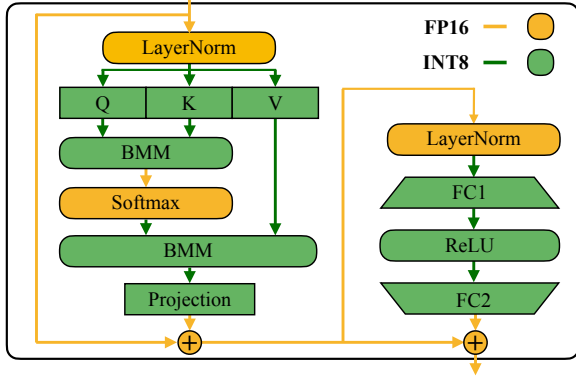 FP16
INT8
LayerNorm
Q K V
BMM
Softmax
BMM
Projection
+
LayerNorm
FC1
ReLU
FC2
+